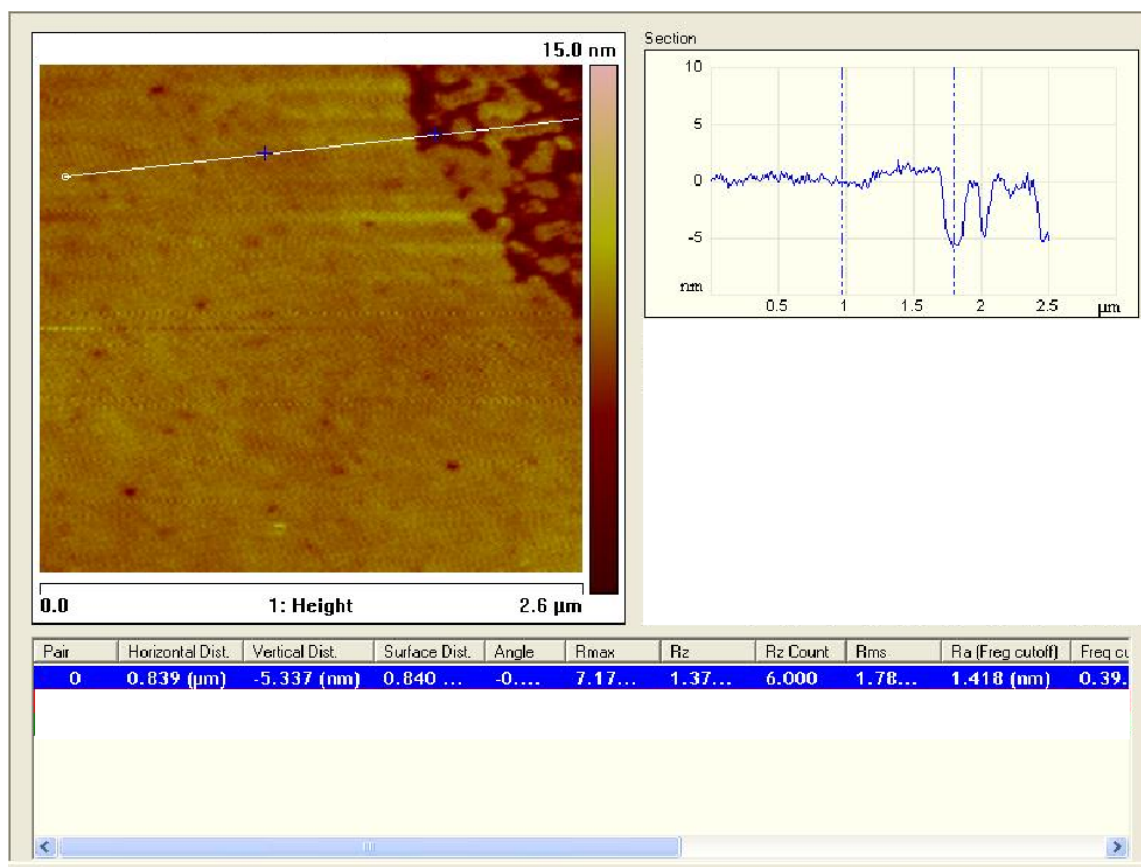 15.0 nm
0.0 1: Height 2.6 µm
Section
10
5
0
-5
nm
0.5 1 1.5 2 2.5 µm
Pair Horizontal Dist. Vertical Dist. Surface Dist. Angle Rmax Rz Rz Count Rms Ra (Freg cutoff) Freq cu
0 0.839 (µm) -5.337 (nm) 0.840 ... -0.... 7.17... 1.37... 6.000 1.78... 1.418 (nm) 0.39.